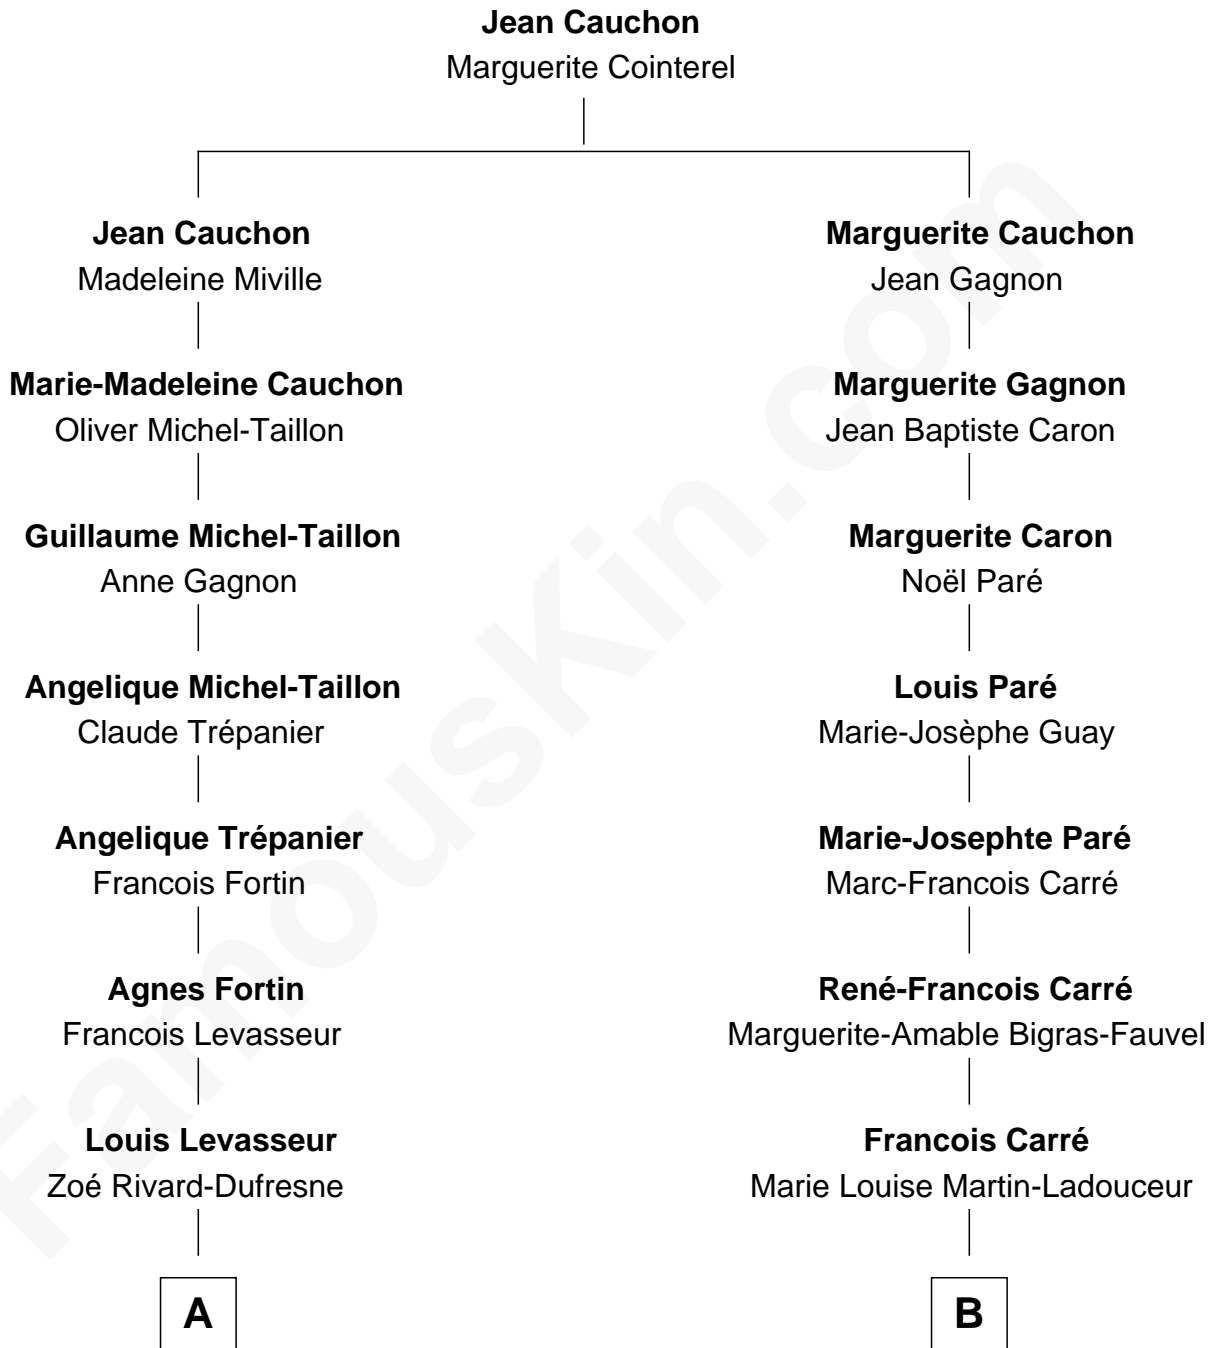 Jean Cauchon
Marguerite Cointerel
Jean Cauchon
Madeleine Miville
Marguerite Cauchon
Jean Gagnon
Marie-Madeleine Cauchon
Oliver Michel-Taillon
Marguerite Gagnon
Jean Baptiste Caron
Guillaume Michel-Taillon
Anne Gagnon
Marguerite Caron
Noël Paré
Angelique Michel-Taillon
Claude Trépanier
Louis Paré
Marie-Josèphe Guay
Angelique Trépanier
Francois Fortin
Marie-Josephte Paré
Marc-Francois Carré
Agnes Fortin
Francois Levasseur
René-Francois Carré
Marguerite-Amable Bigras-Fauvel
Louis Levasseur
Zoé Rivard-Dufresne
Francois Carré
Marie Louise Martin-Ladouceur
A
B
FamousKin.com